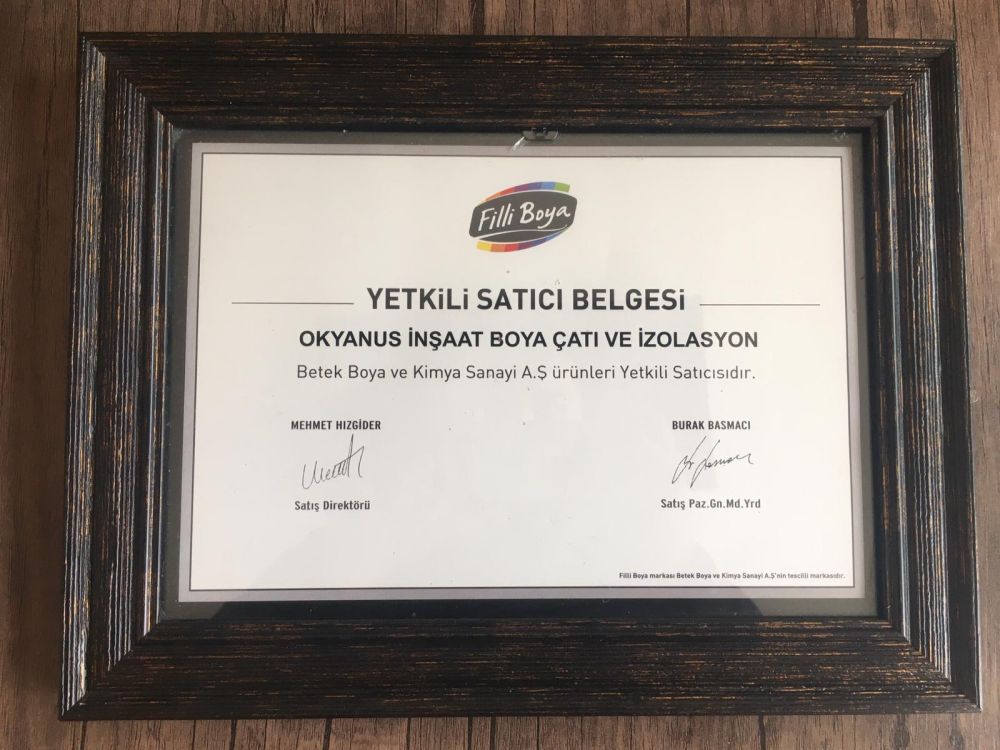 Filli Boya
YETKİLİ SATICI BELGESİ
OKYANUS İNŞAAT BOYA ÇATI VE İZOLASYON
Betek Boya ve Kimya Sanayi A.Ş ürünleri Yetkili Satıcısıdır.
MEHMET HIZGİDER
Satış Direktörü
BURAK BASMACI
Satış Paz.Gn.Md.Yrd
Filli Boya markası Betek Boya ve Kimya Sanayi A.Ş'nin tescilli markasıdır.